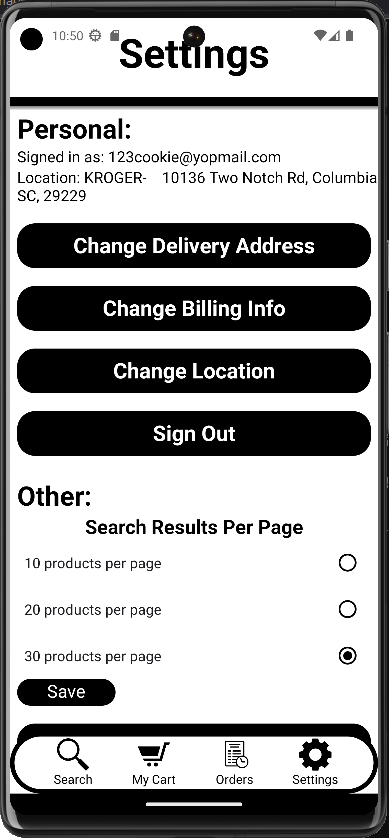 10:50
Settings
Personal:
Signed in as: 123cookie@yopmail.com
Location: KROGER- 10136 Two Notch Rd, Columbia
SC, 29229
Change Delivery Address
Change Billing Info
Change Location
Sign Out
Other:
Search Results Per Page
10 products per page
20 products per page
30 products per page
Save
Search
My Cart
Orders
Settings